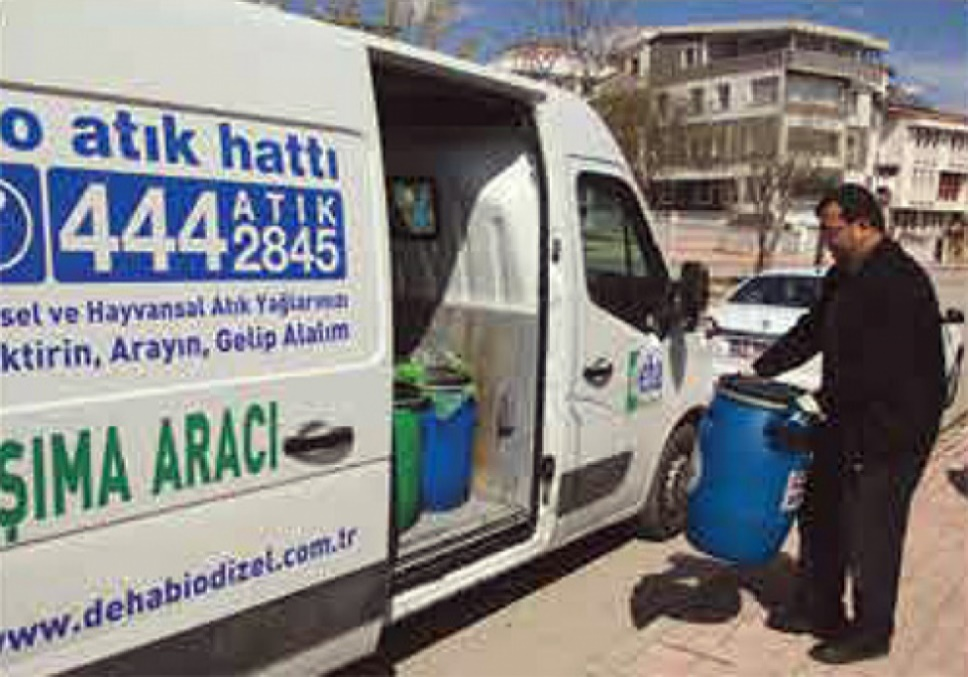 o atık hattı
444 ATIK 2845
sel ve Hayvansal Atık Yağlarınızı
ktirin, Arayın, Gelip Alalım
ŞIMA ARACI
www.dehabiodizel.com.tr
deha